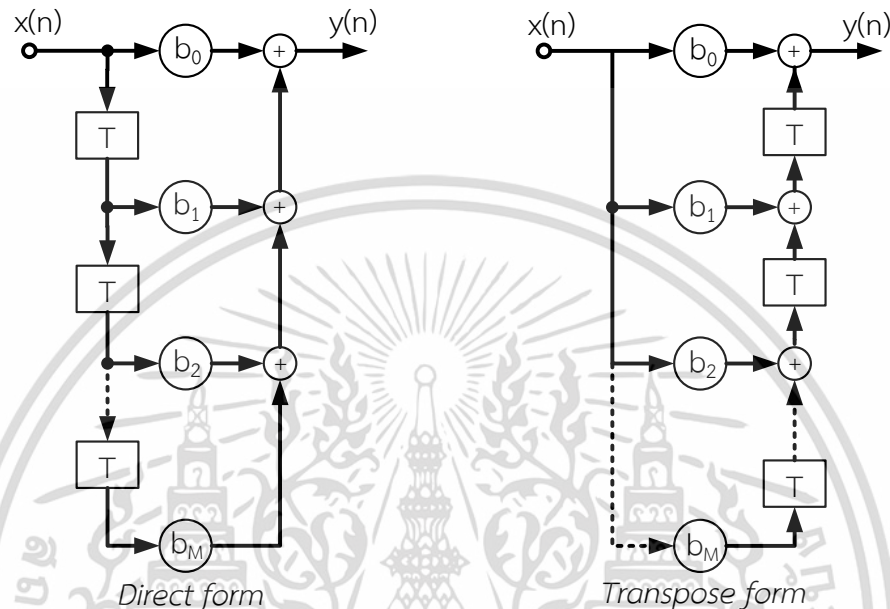 x(n)
b0
+
y(n)
T
b1
+
T
b2
+
T
bM
Direct form
x(n)
b0
+
y(n)
T
b1
+
T
b2
+
T
bM
Transpose form